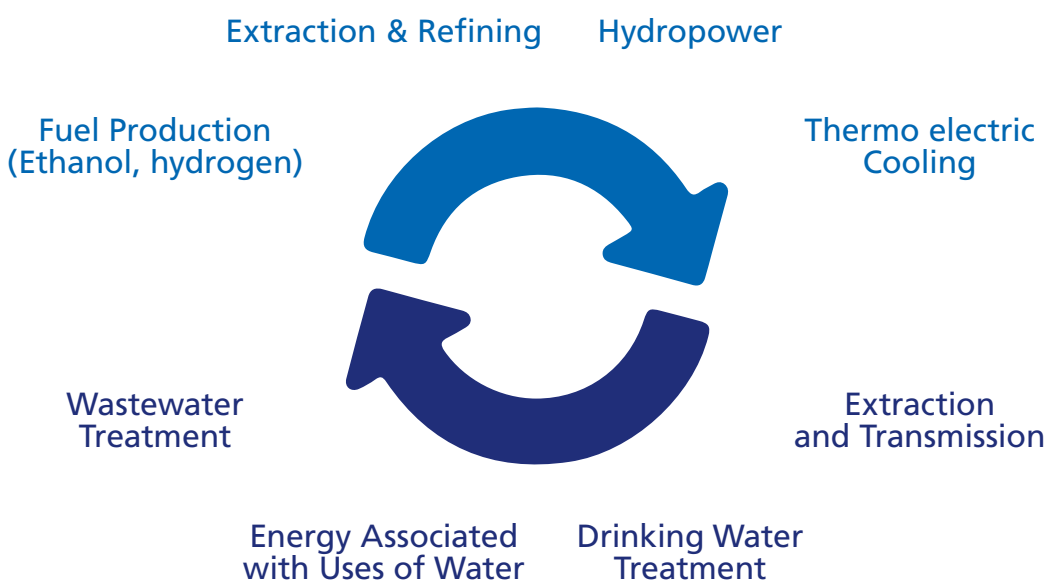 Extraction & Refining
Hydropower
Fuel Production
(Ethanol, hydrogen)
Thermo electric
Cooling
Wastewater
Treatment
Extraction
and Transmission
Energy Associated
with Uses of Water
Drinking Water
Treatment